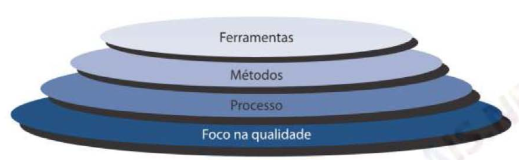 Ferramentas
Métodos
Processo
Foco na qualidade